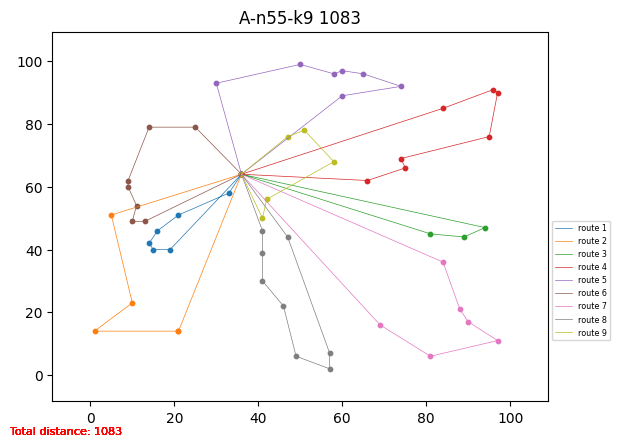 A-n55-k9 1083
100
80
60
40
20
0
0 20 40 60 80 100
route 1
route 2
route 3
route 4
route 5
route 6
route 7
route 8
route 9
Total distance: 1083